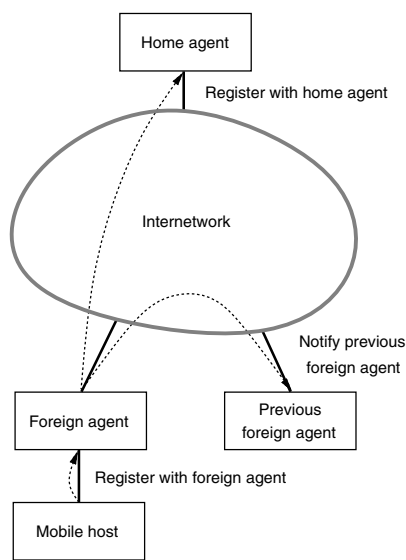 Home agent
Register with home agent
Internetwork
Notify previous
foreign agent
Foreign agent
Previous
foreign agent
Register with foreign agent
Mobile host